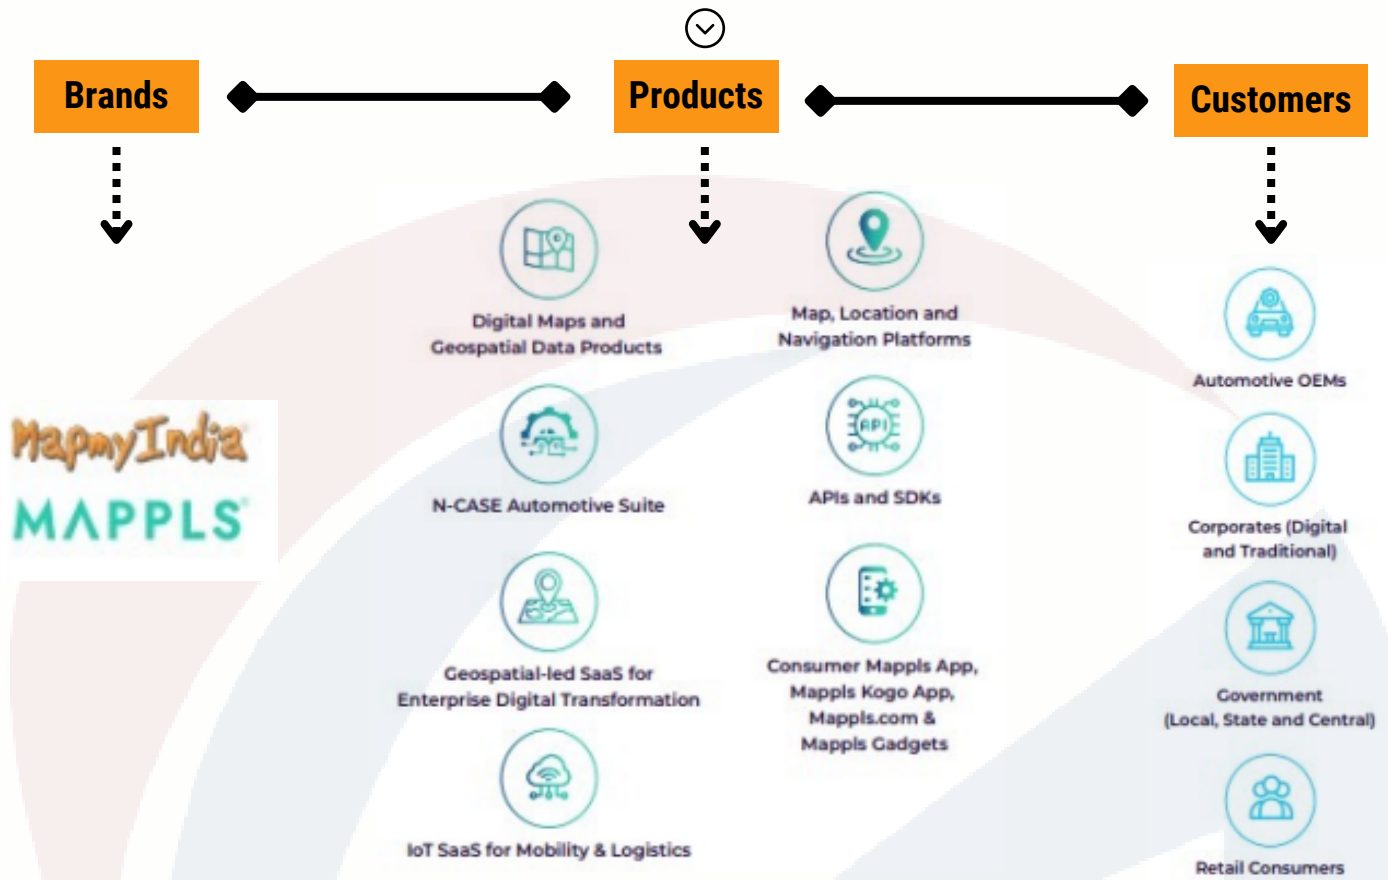 Brands
Products
Customers
MapmyIndia
MAPPLS
Digital Maps and
Geospatial Data Products
N-CASE Automotive Suite
Geospatial-led SaaS for
Enterprise Digital Transformation
IoT SaaS for Mobility & Logistics
Map, Location and
Navigation Platforms
API
APIs and SDKs
Consumer Mappls App,
Mappls Kogo App,
Mappls.com &
Mappls Gadgets
Automotive OEMs
Corporates (Digital
and Traditional)
Government
(Local, State and Central)
Retail Consumers